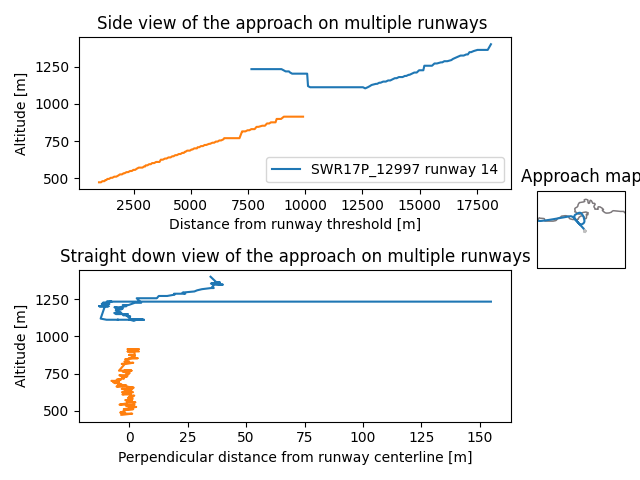 Side view of the approach on multiple runways
Altitude [m]
1250
1000
750
500
SWR17P_12997 runway 14
2500
5000
7500
10000
12500
15000
17500
Distance from runway threshold [m]
Approach map
Straight down view of the approach on multiple runways
Altitude [m]
1250
1000
750
500
0
25
50
75
100
125
150
Perpendicular distance from runway centerline [m]